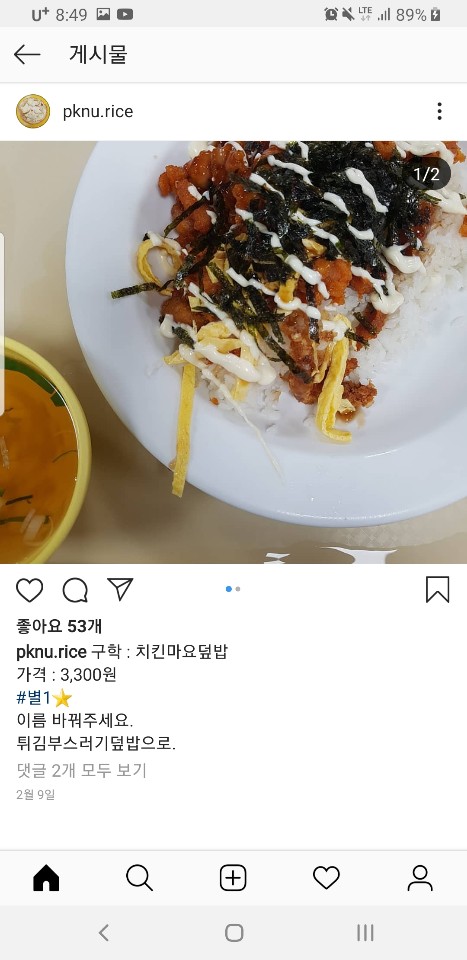 U+ 8:49 LTE 89%
게시물
pknu.rice
1/2
좋아요 53개
pknu.rice 구학 : 치킨마요덮밥
가격 : 3,300원
#별1⭐
이름 바꿔주세요.
튀김부스러기덮밥으로.
댓글 2개 모두 보기
2월 9일